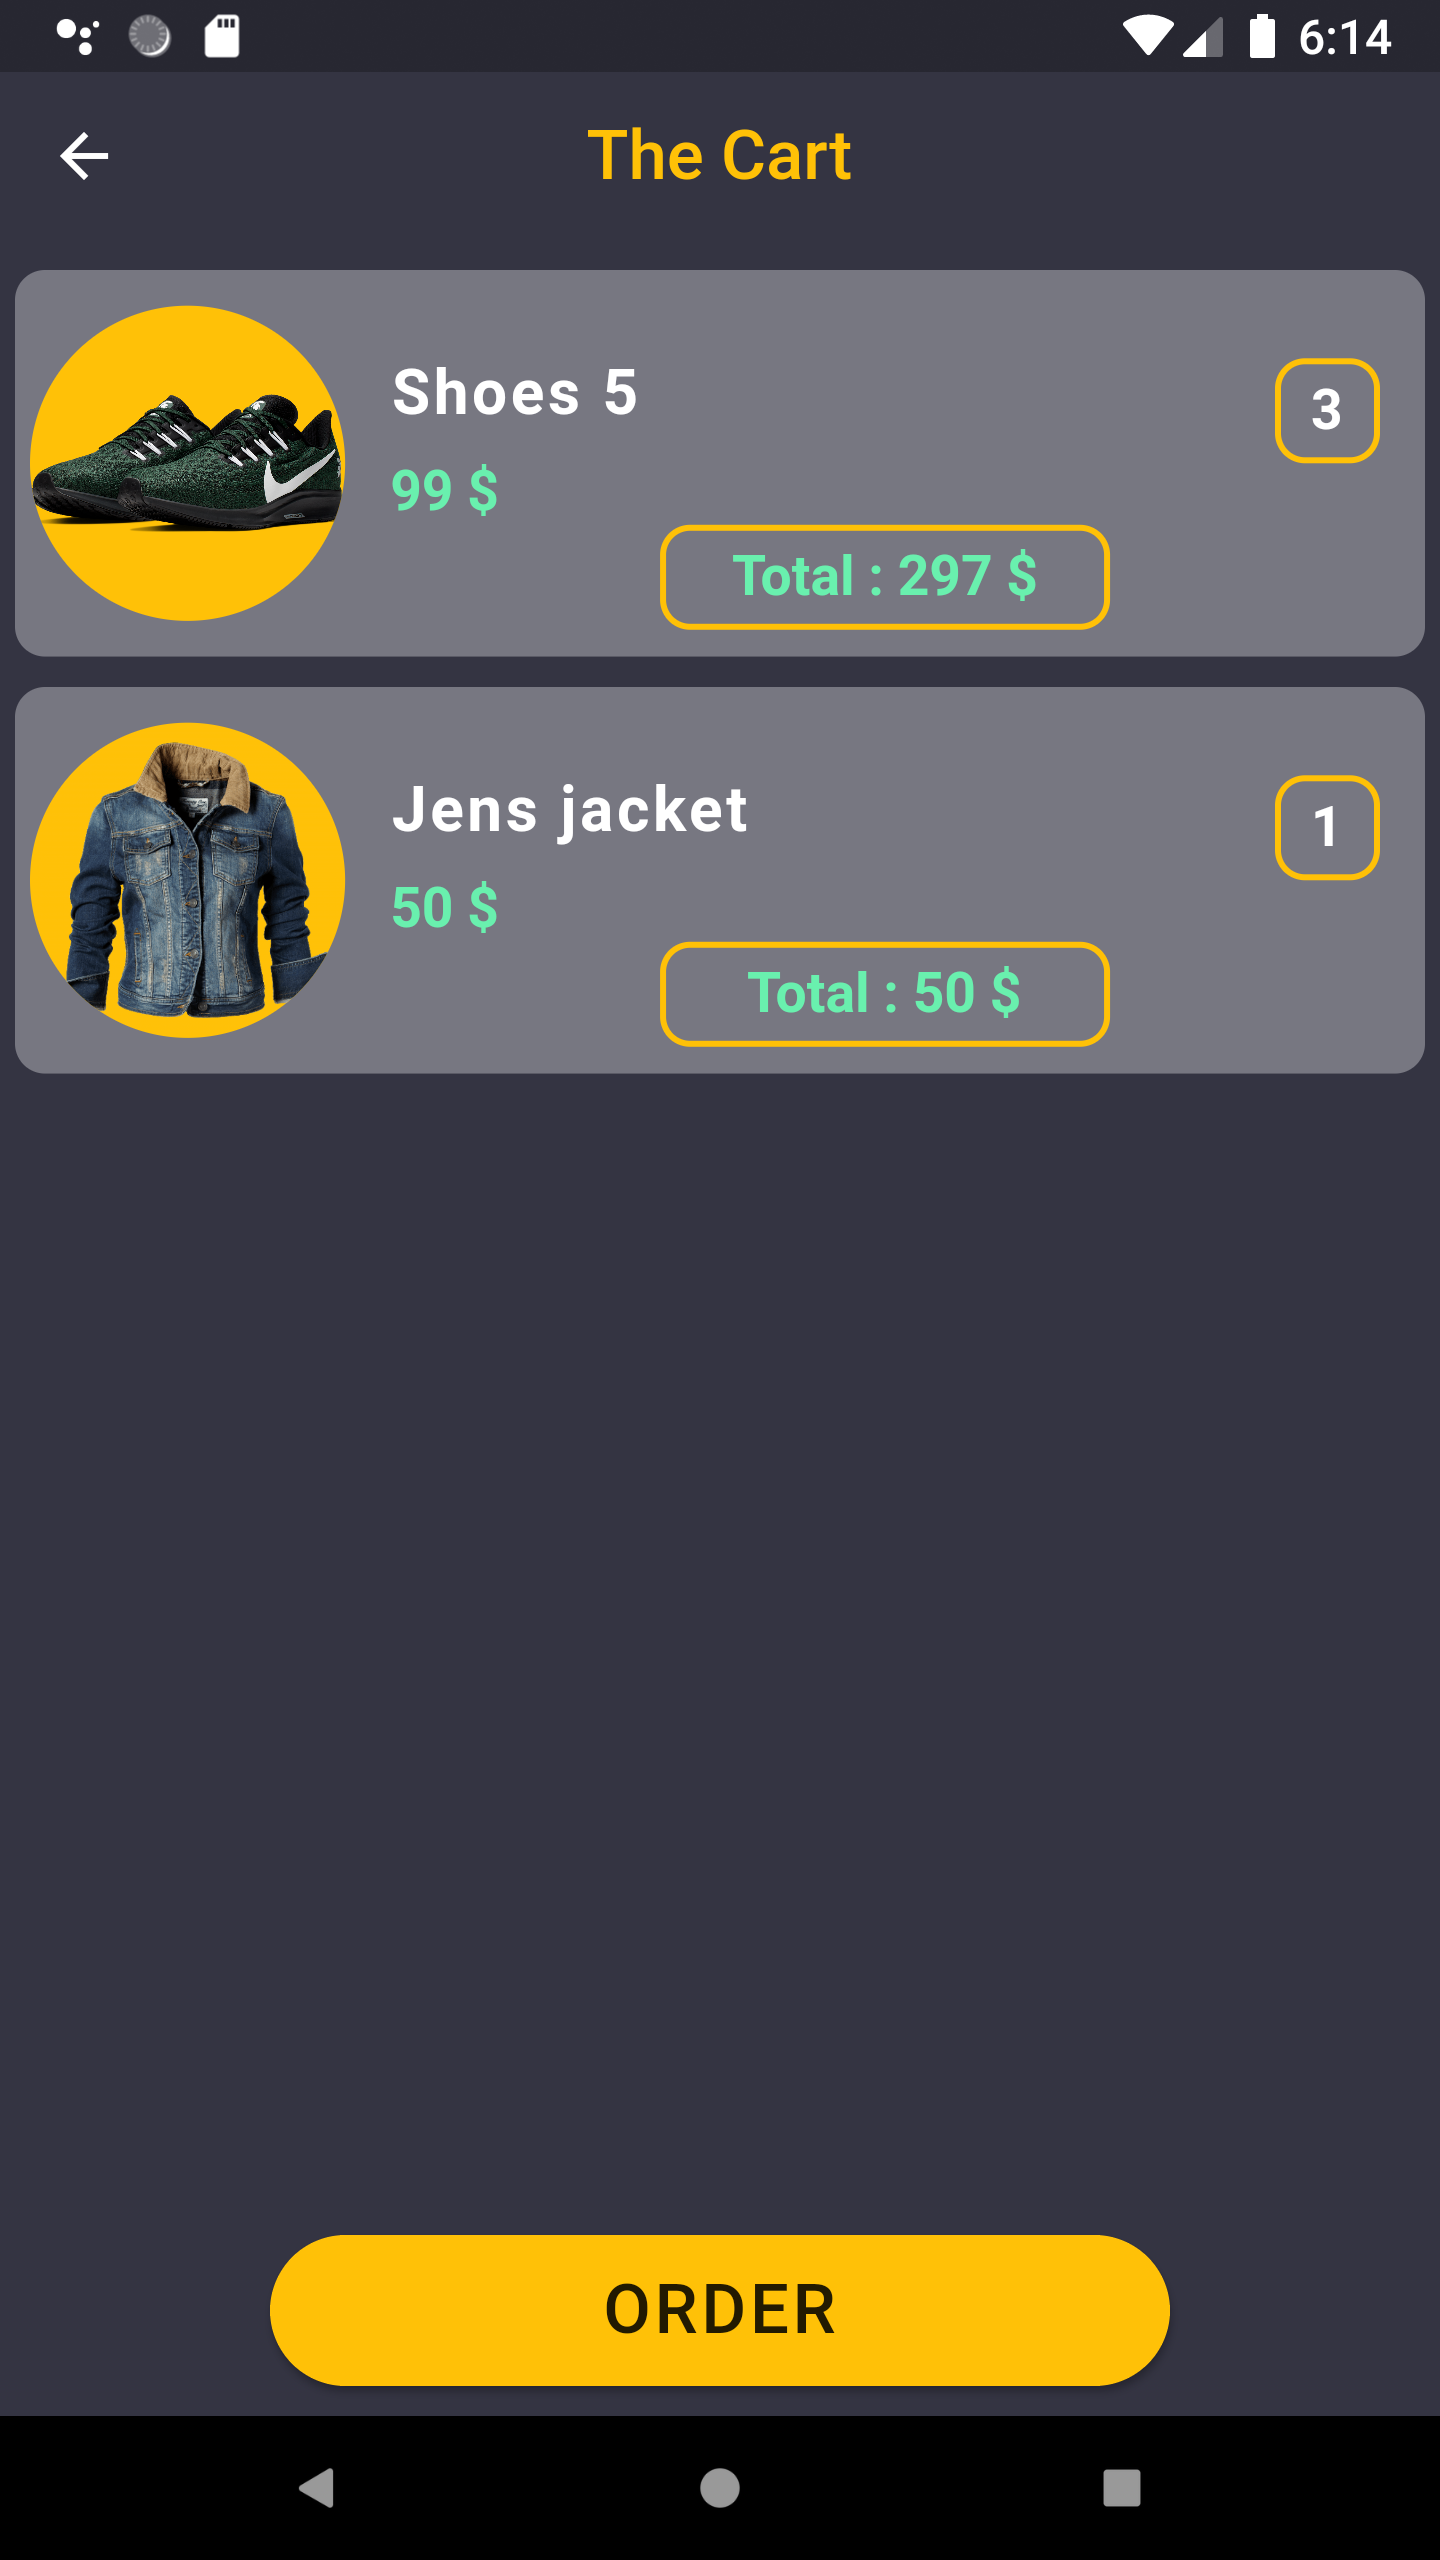 6:14
The Cart
Shoes 5
3
99 $
Total : 297 $
Jens jacket
1
50 $
Total : 50 $
ORDER